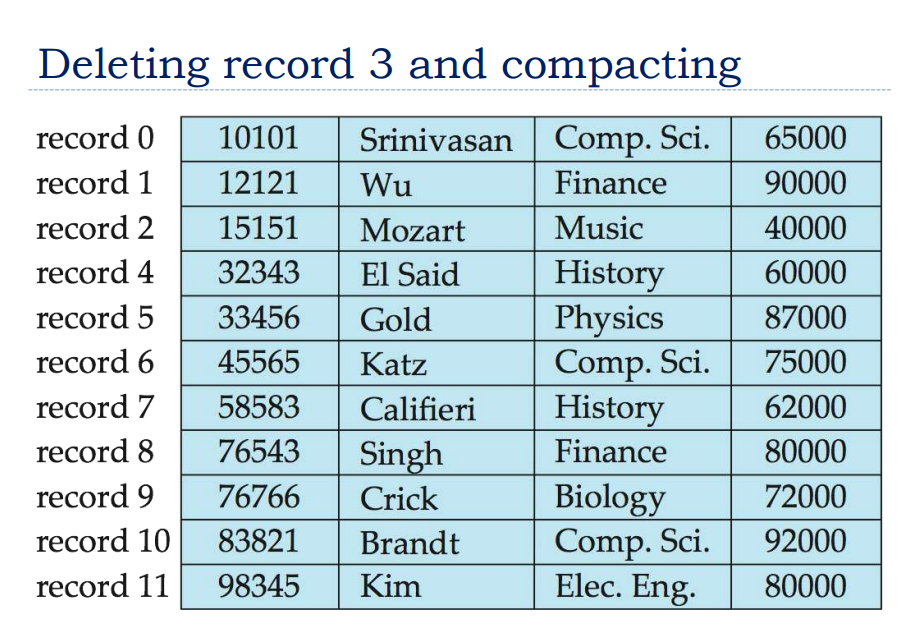 Deleting record 3 and compacting
record 0 10101 Srinivasan Comp. Sci. 65000
record 1 12121 Wu Finance 90000
record 2 15151 Mozart Music 40000
record 4 32343 El Said History 60000
record 5 33456 Gold Physics 87000
record 6 45565 Katz Comp. Sci. 75000
record 7 58583 Califieri History 62000
record 8 76543 Singh Finance 80000
record 9 76766 Crick Biology 72000
record 10 83821 Brandt Comp. Sci. 92000
record 11 98345 Kim Elec. Eng. 80000